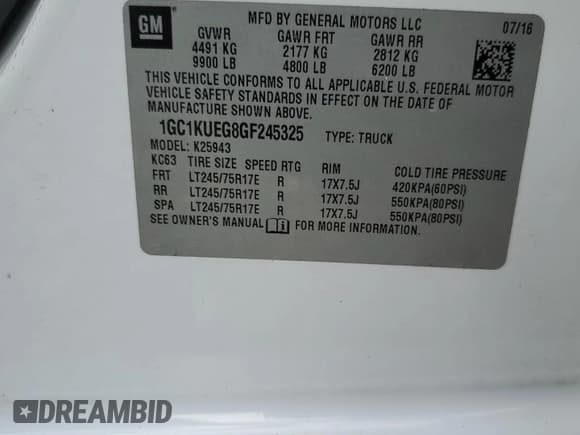 GM
MFD BY GENERAL MOTORS LLC 07/16
GVWR GAWR FRT GAWR RR
4491 KG 2177 KG 2812 KG
9900 LB 4800 LB 6200 LB
THIS VEHICLE CONFORMS TO ALL APPLICABLE U.S. FEDERAL MOTOR
VEHICLE SAFETY STANDARDS IN EFFECT ON THE DATE OF
MANUFACTURE SHOWN ABOVE.
1GC1KUEG8GF245325 TYPE: TRUCK
MODEL: K25943
KC63 TIRE SIZE SPEED RTG RIM COLD TIRE PRESSURE
FRT LT245/75R17E R 17X7.5J 420KPA(60PSI)
RR LT245/75R17E R 17X7.5J 550KPA(80PSI)
SPA LT245/75R17E R 17X7.5J 550KPA(80PSI)
SEE OWNER'S MANUAL FOR MORE INFORMATION.
DREAMBID